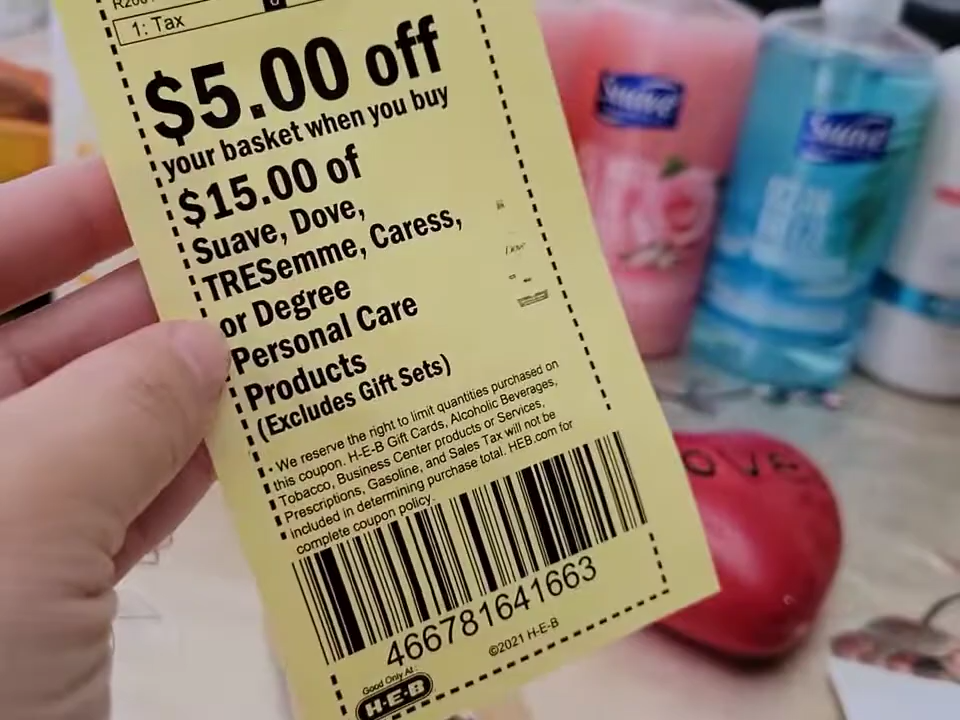 1: Tax
$5.00 off
your basket when you buy
$15.00 of
Suave, Dove,
TRESemme, Caress,
or Degree
Personal Care
Products
(Excludes Gift Sets)
• We reserve the right to limit quantities purchased on
this coupon. H-E-B Gift Cards, Alcoholic Beverages,
Tobacco, Business Center products or Services,
Prescriptions, Gasoline, and Sales Tax will not be
included in determining purchase total. HEB.com for
complete coupon policy.
466781641663
Good Only At:
H-E-B
©2021 H-E-B
Dove
Suave
Suave
OVE